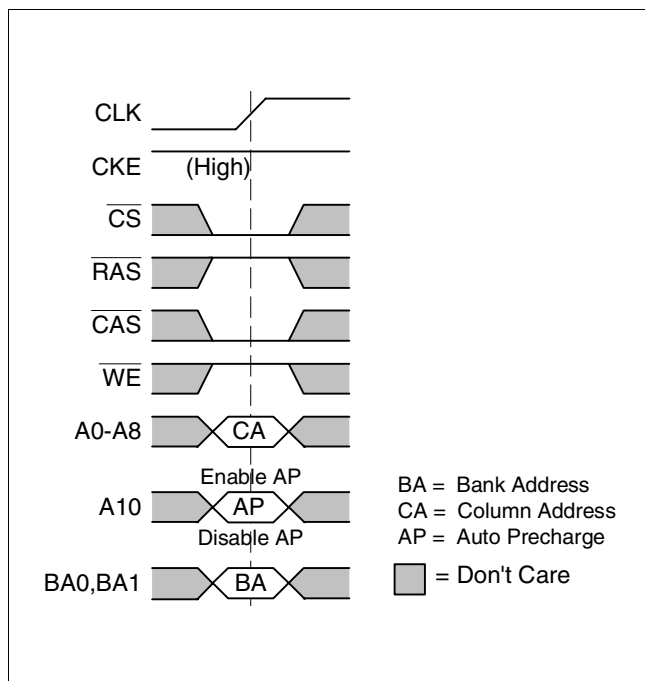 CLK
CKE (High)
CS
RAS
CAS
WE
A0-A8 CA
Enable AP
A10 AP
Disable AP
BA0,BA1 BA
BA = Bank Address
CA = Column Address
AP = Auto Precharge
= Don't Care